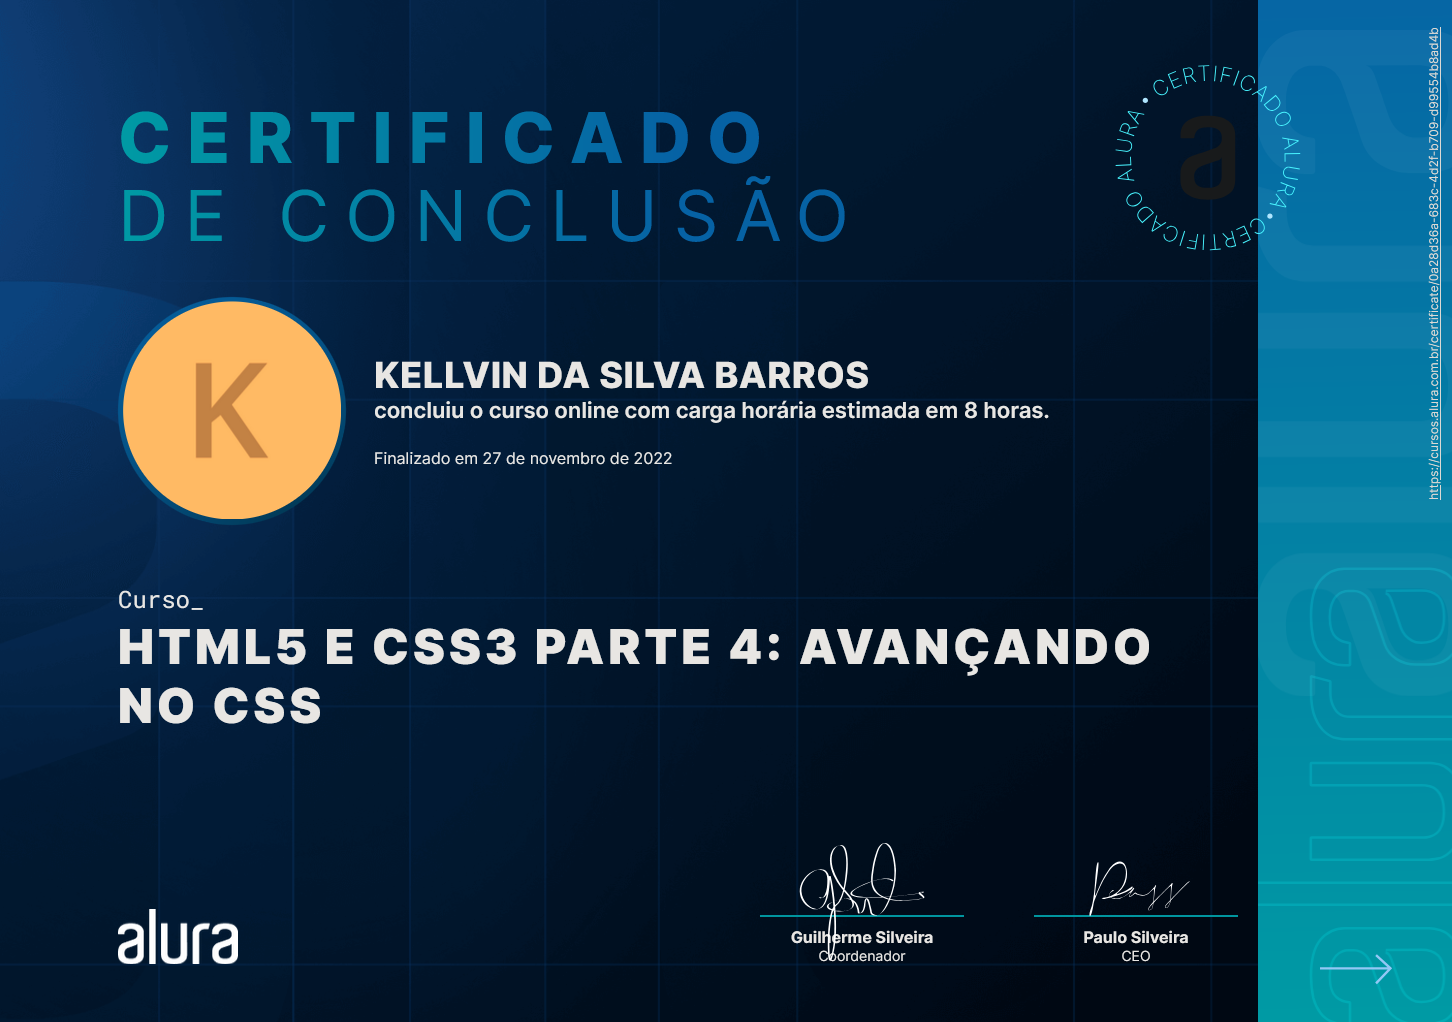 CERTIFICADO
DE CONCLUSÃO
• CERTIFICADO ALURA • CERTIFICADO ALURA
a
https://cursos.alura.com.br/certificate/0a28d36a-683c-4d2f-b709-d99554b8ad4b
K
KELLVIN DA SILVA BARROS
concluiu o curso online com carga horária estimada em 8 horas.
Finalizado em 27 de novembro de 2022
Curso_
HTML5 E CSS3 PARTE 4: AVANÇANDO
NO CSS
alura
Guilherme Silveira
Coordenador
Paulo Silveira
CEO
alura